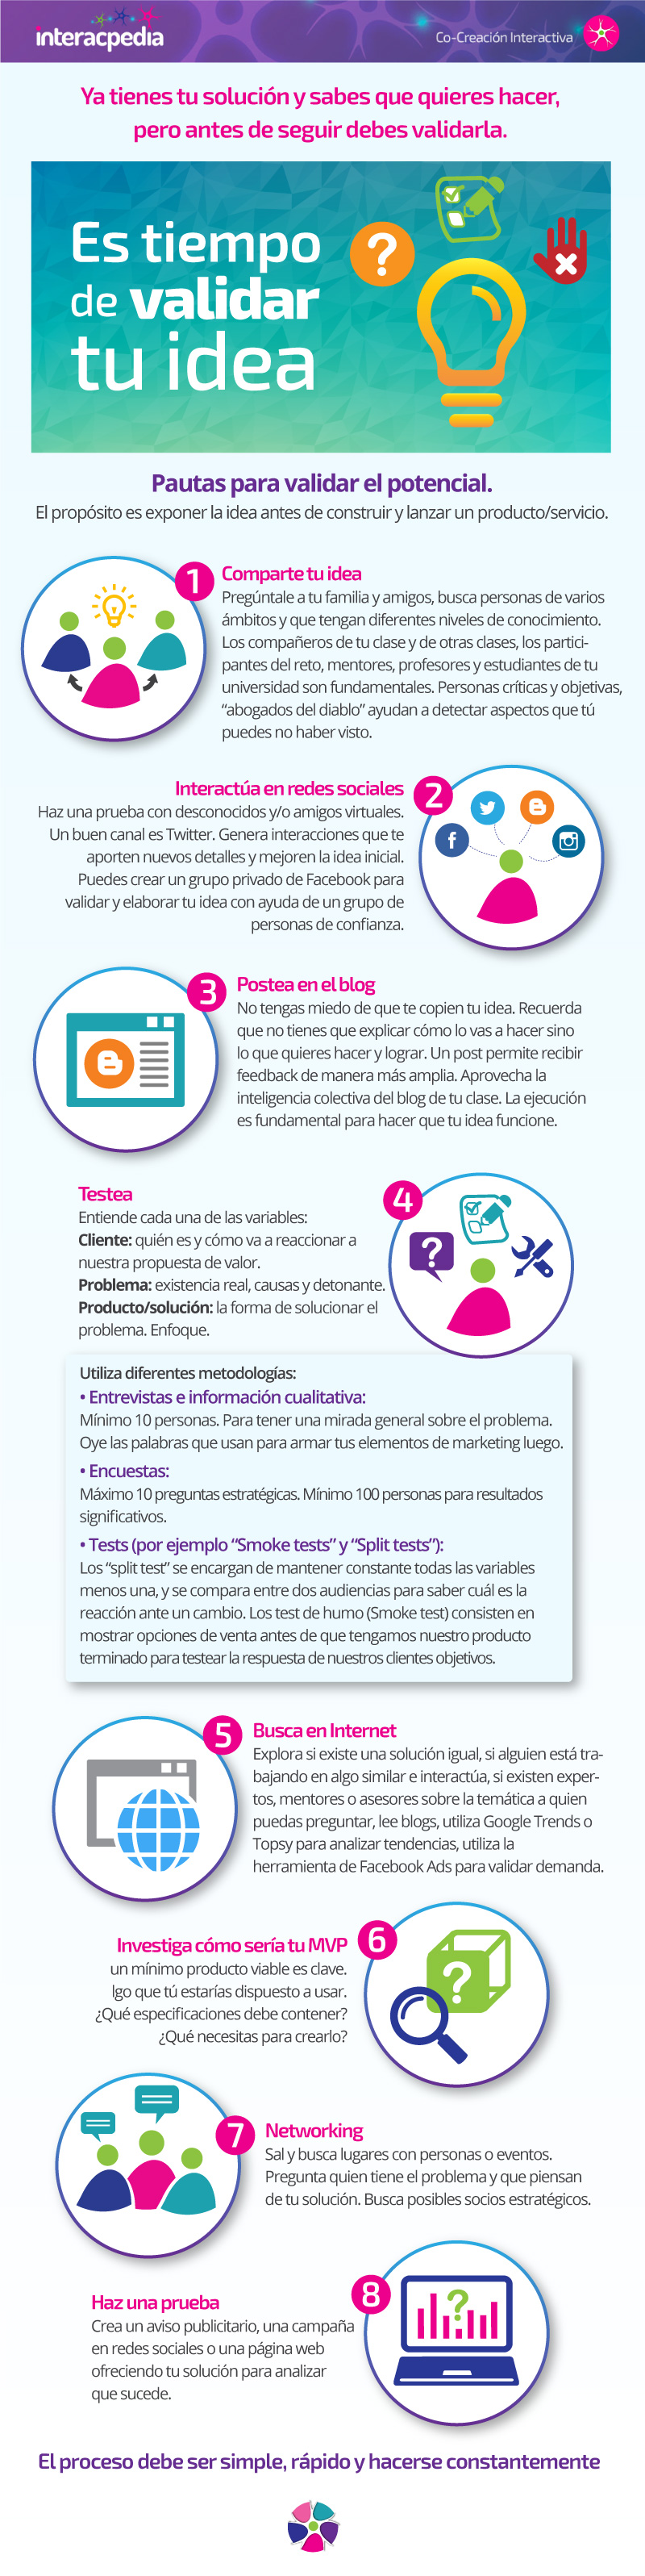 interacpedia
Co-Creación Interactiva
Ya tienes tu solución y sabes que quieres hacer,
pero antes de seguir debes validarla.
Es tiempo
de validar
tu idea
?
Pautas para validar el potencial.
El propósito es exponer la idea antes de construir y lanzar un producto/servicio.
1
Comparte tu idea
Pregúntale a tu familia y amigos, busca personas de varios
ámbitos y que tengan diferentes niveles de conocimiento.
Los compañeros de tu clase y de otras clases, los partici-
pantes del reto, mentores, profesores y estudiantes de tu
universidad son fundamentales. Personas críticas y objetivas,
“abogados del diablo” ayudan a detectar aspectos que tú
puedes no haber visto.
2
Interactúa en redes sociales
Haz una prueba con desconocidos y/o amigos virtuales.
Un buen canal es Twitter. Genera interacciones que te
aporten nuevos detalles y mejoren la idea inicial.
Puedes crear un grupo privado de Facebook para
validar y elaborar tu idea con ayuda de un grupo de
personas de confianza.
3
Postea en el blog
No tengas miedo de que te copien tu idea. Recuerda
que no tienes que explicar cómo lo vas a hacer sino
lo que quieres hacer y lograr. Un post permite recibir
feedback de manera más amplia. Aprovecha la
inteligencia colectiva del blog de tu clase. La ejecución
es fundamental para hacer que tu idea funcione.
4
Testea
Entiende cada una de las variables:
Cliente: quién es y cómo va a reaccionar a
nuestra propuesta de valor.
Problema: existencia real, causas y detonante.
Producto/solución: la forma de solucionar el
problema. Enfoque.
?
Utiliza diferentes metodologías:
• Entrevistas e información cualitativa:
Mínimo 10 personas. Para tener una mirada general sobre el problema.
Oye las palabras que usan para armar tus elementos de marketing luego.
• Encuestas:
Máximo 10 preguntas estratégicas. Mínimo 100 personas para resultados
significativos.
• Tests (por ejemplo “Smoke tests” y “Split tests”):
Los “split test” se encargan de mantener constante todas las variables
menos una, y se compara entre dos audiencias para saber cuál es la
reacción ante un cambio. Los test de humo (Smoke test) consisten en
mostrar opciones de venta antes de que tengamos nuestro producto
terminado para testear la respuesta de nuestros clientes objetivos.
5
Busca en Internet
Explora si existe una solución igual, si alguien está tra-
bajando en algo similar e interactúa, si existen exper-
tos, mentores o asesores sobre la temática a quien
puedas preguntar, lee blogs, utiliza Google Trends o
Topsy para analizar tendencias, utiliza la
herramienta de Facebook Ads para validar demanda.
6
Investiga cómo sería tu MVP
un mínimo producto viable es clave.
lgo que tú estarías dispuesto a usar.
¿Qué especificaciones debe contener?
¿Qué necesitas para crearlo?
?
7
Networking
Sal y busca lugares con personas o eventos.
Pregunta quien tiene el problema y que piensan
de tu solución. Busca posibles socios estratégicos.
8
Haz una prueba
Crea un aviso publicitario, una campaña
en redes sociales o una página web
ofreciendo tu solución para analizar
que sucede.
?
El proceso debe ser simple, rápido y hacerse constantemente